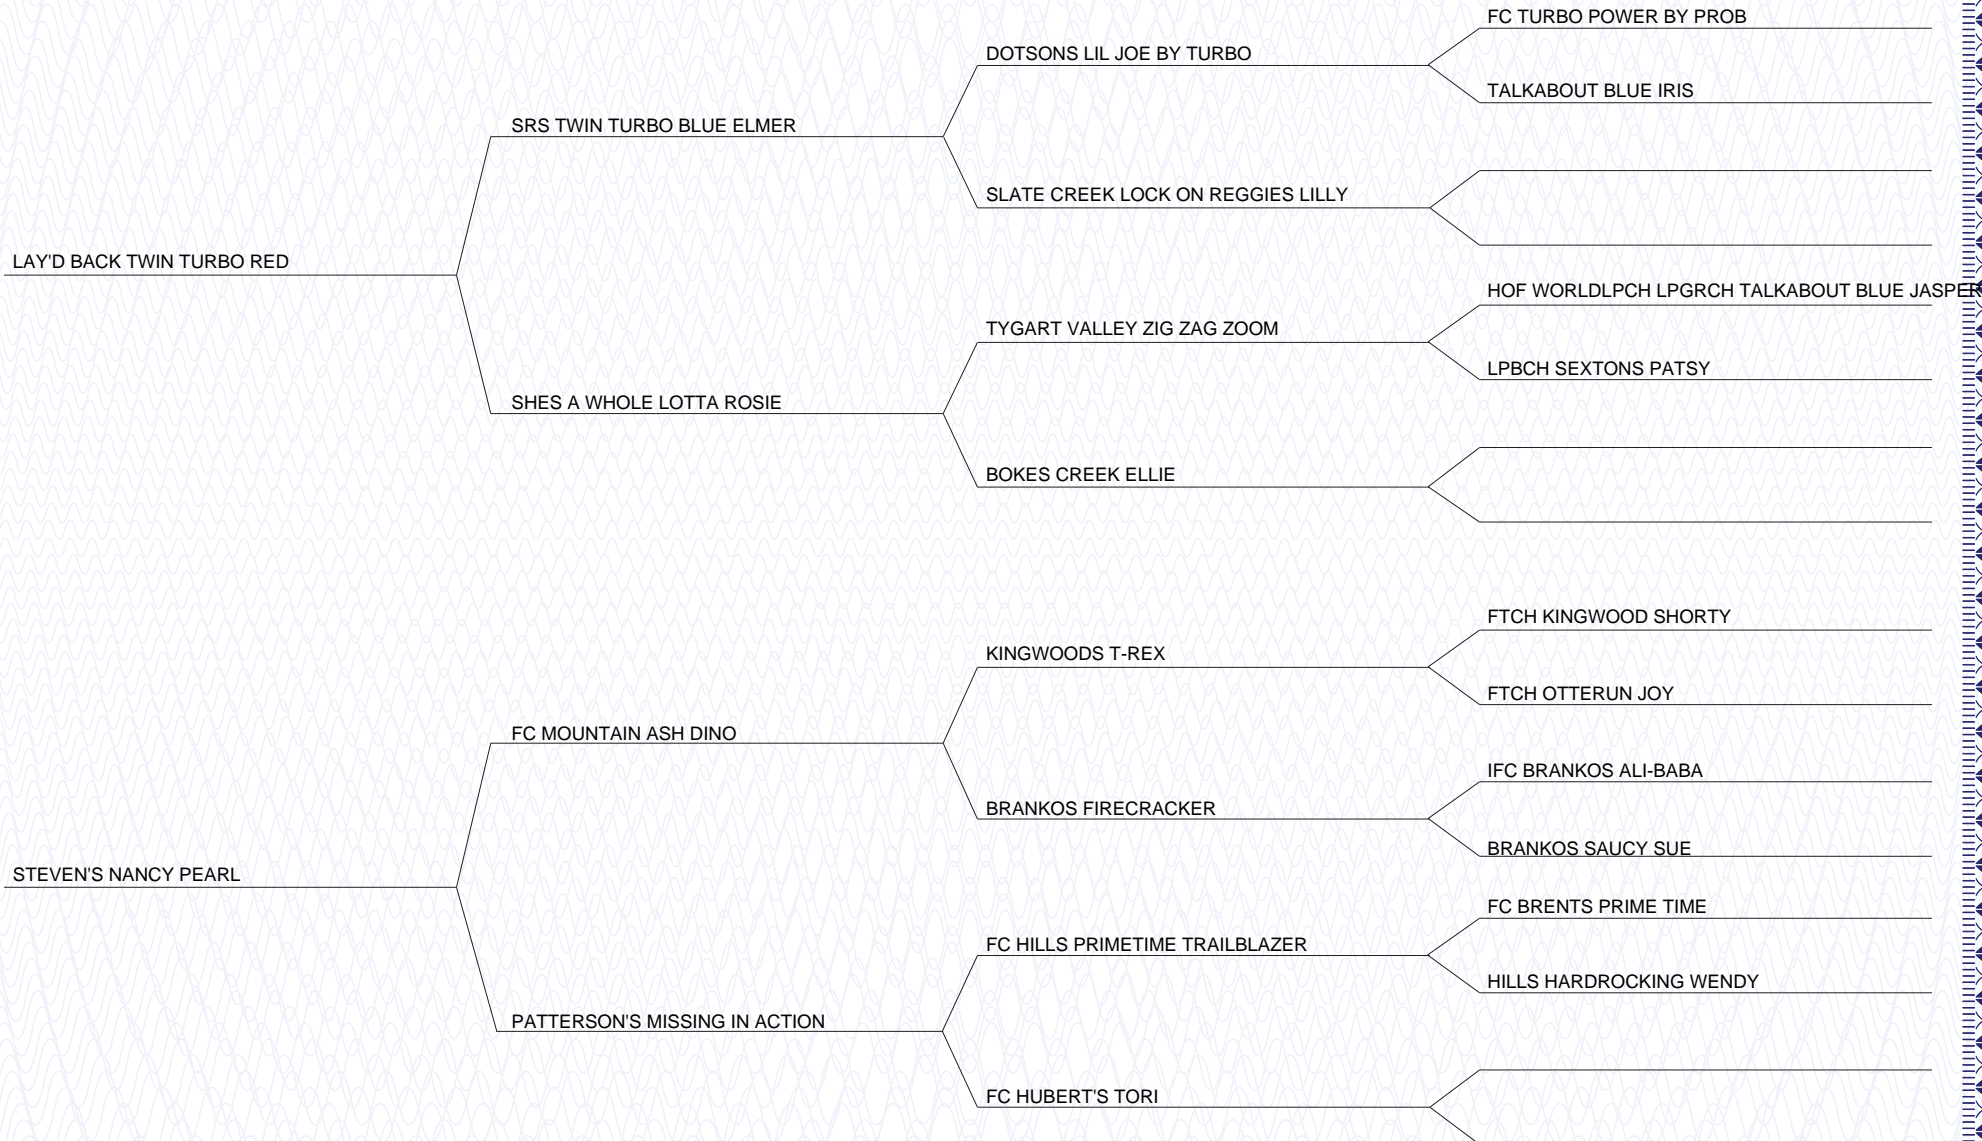 FC TURBO POWER BY PROB
DOTSONS LIL JOE BY TURBO
TALKABOUT BLUE IRIS
SRS TWIN TURBO BLUE ELMER
SLATE CREEK LOCK ON REGGIES LILLY
LAY'D BACK TWIN TURBO RED
HOF WORLDLPCH LPGRCH TALKABOUT BLUE JASPER
TYGART VALLEY ZIG ZAG ZOOM
LPBCH SEXTONS PATSY
SHES A WHOLE LOTTA ROSIE
BOKES CREEK ELLIE
FTCH KINGWOOD SHORTY
KINGWOODS T-REX
FTCH OTTERUN JOY
FC MOUNTAIN ASH DINO
IFC BRANKOS ALI-BABA
BRANKOS FIRECRACKER
BRANKOS SAUCY SUE
STEVEN'S NANCY PEARL
FC BRENTS PRIME TIME
FC HILLS PRIMETIME TRAILBLAZER
HILLS HARDROCKING WENDY
PATTERSON'S MISSING IN ACTION
FC HUBERT'S TORI